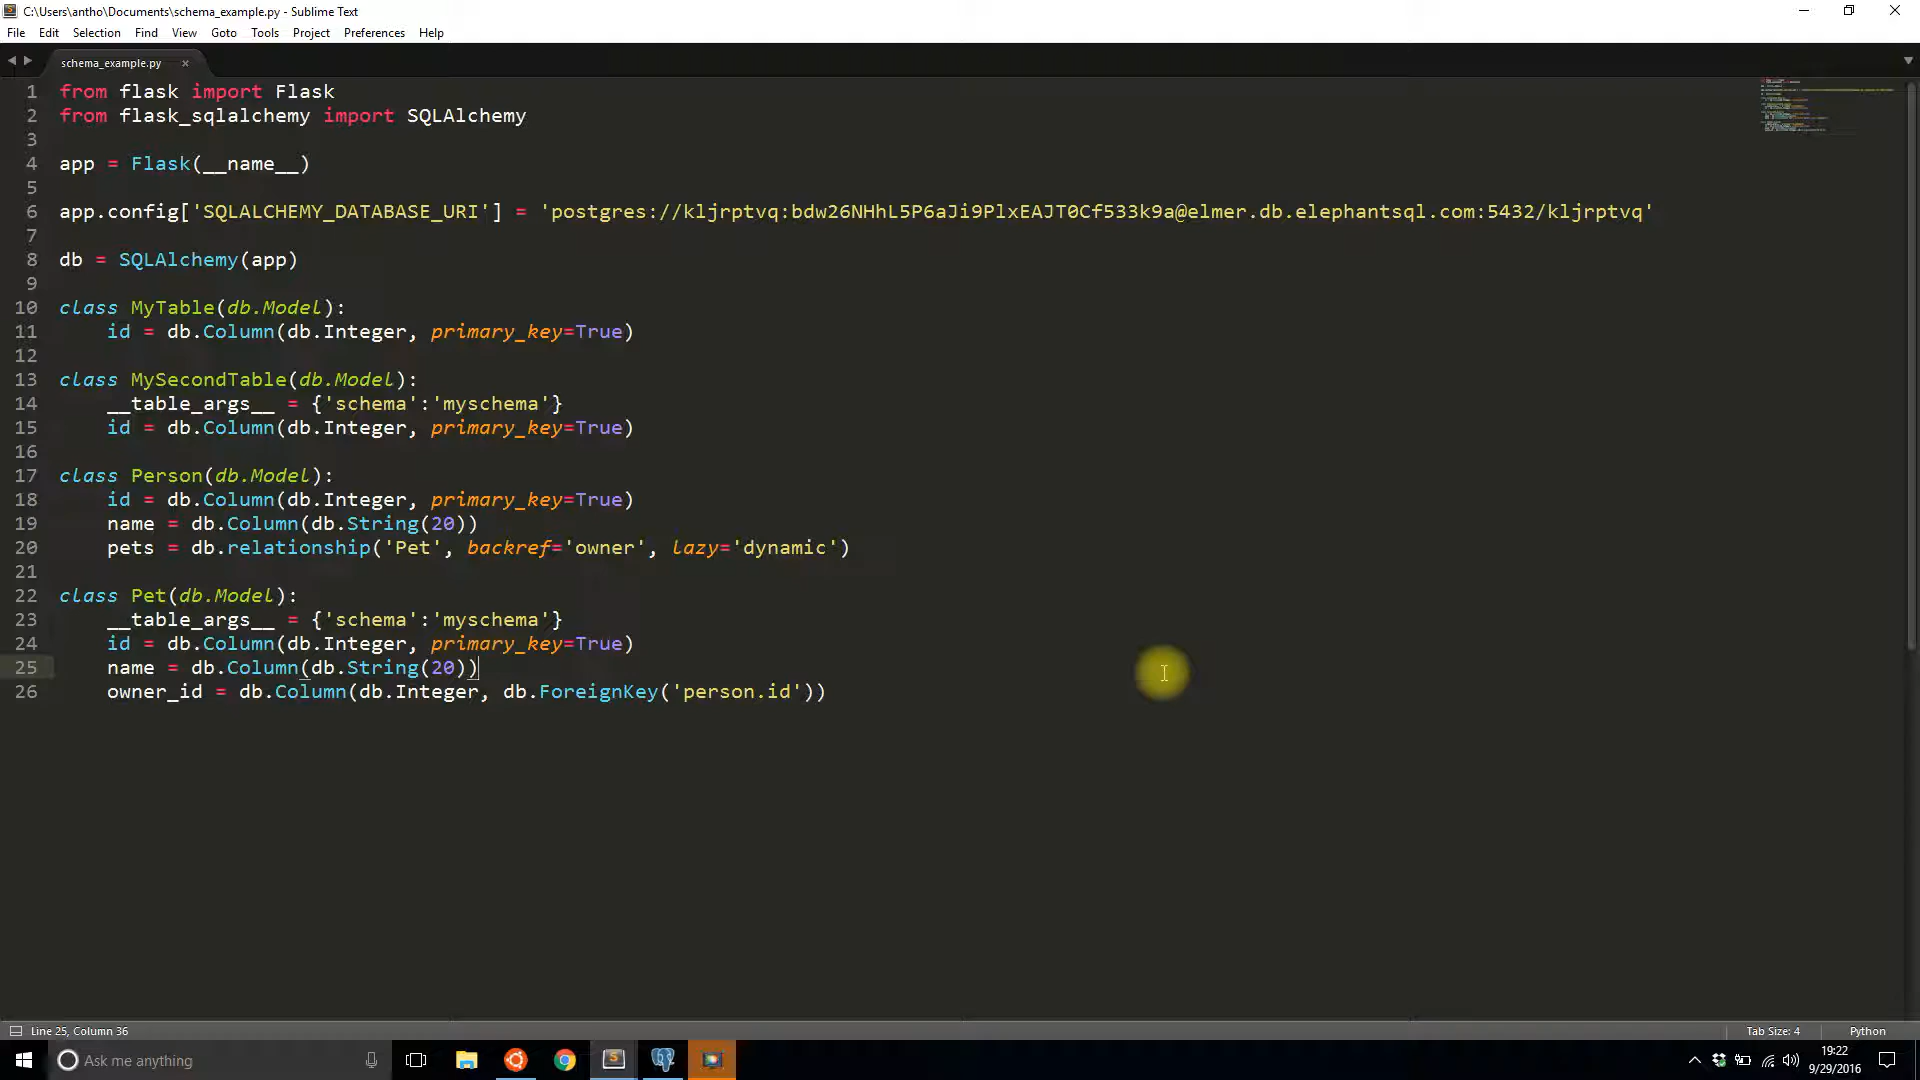 C:\Users\antho\Documents\schema_example.py - Sublime Text
File Edit Selection Find View Goto Tools Project Preferences Help
schema_example.py ×
1 from flask import Flask
2 from flask_sqlalchemy import SQLAlchemy
3
4 app = Flask(__name__)
5
6 app.config['SQLALCHEMY_DATABASE_URI'] = 'postgres://kljrptvq:bdw26NHhL5P6aJi9PlxEAJT0Cf533k9a@elmer.db.elephantsql.com:5432/kljrptvq'
7
8 db = SQLAlchemy(app)
9
10 class MyTable(db.Model):
11     id = db.Column(db.Integer, primary_key=True)
12
13 class MySecondTable(db.Model):
14     __table_args__ = {'schema':'myschema'}
15     id = db.Column(db.Integer, primary_key=True)
16
17 class Person(db.Model):
18     id = db.Column(db.Integer, primary_key=True)
19     name = db.Column(db.String(20))
20     pets = db.relationship('Pet', backref='owner', lazy='dynamic')
21
22 class Pet(db.Model):
23     __table_args__ = {'schema':'myschema'}
24     id = db.Column(db.Integer, primary_key=True)
25     name = db.Column(db.String(20))
26     owner_id = db.Column(db.Integer, db.ForeignKey('person.id'))
Line 25, Column 36 Tab Size: 4 Python
Ask me anything
19:22
9/29/2016